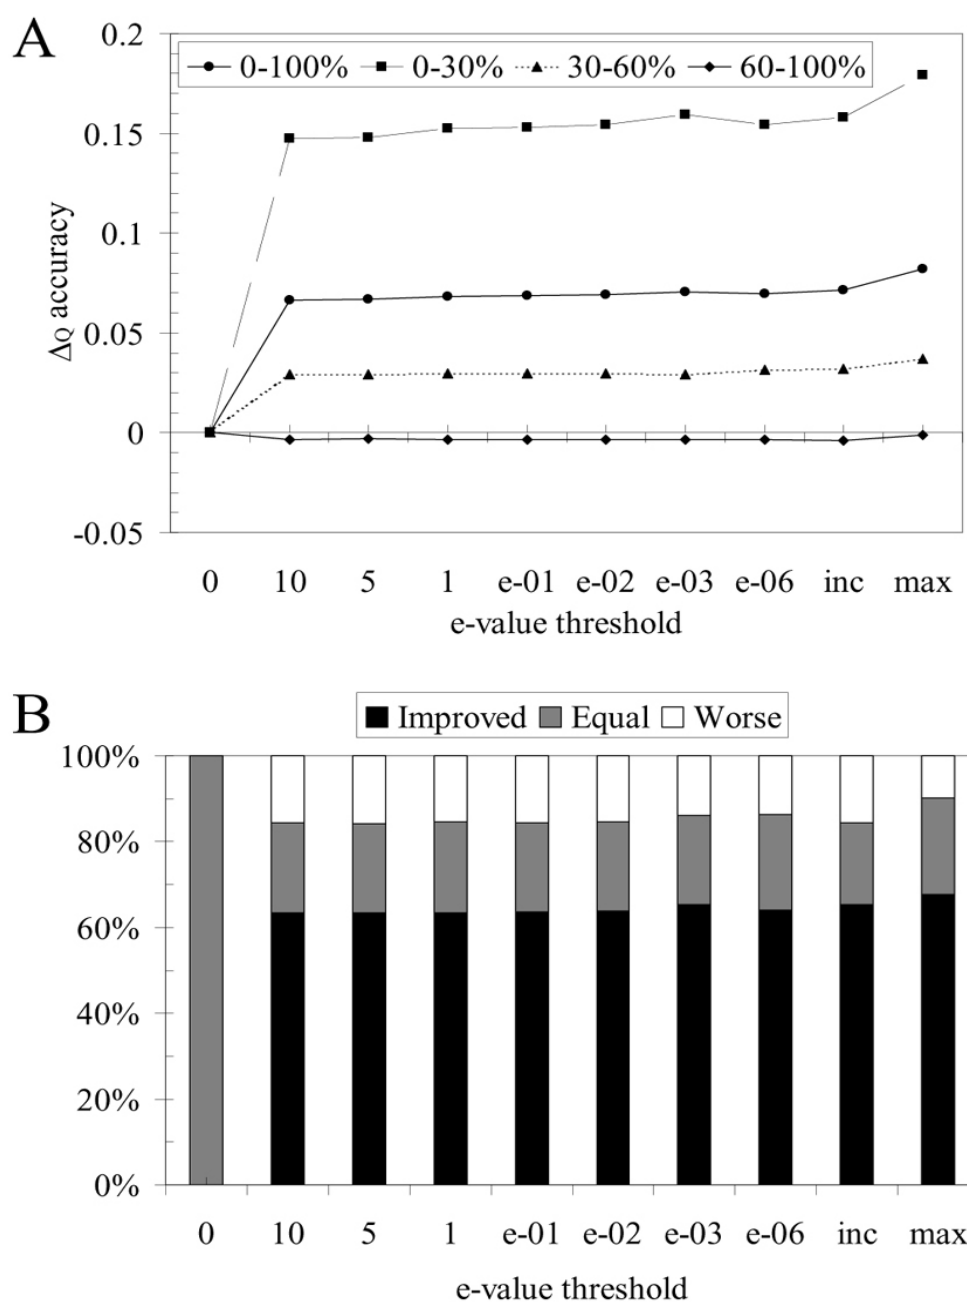 A
0-100% 0-30% 30-60% 60-100%
0.2
0.15
0.1
0.05
0
-0.05
ΔQ accuracy
0 10 5 1 e-01 e-02 e-03 e-06 inc max
e-value threshold
B
Improved Equal Worse
100%
80%
60%
40%
20%
0%
0 10 5 1 e-01 e-02 e-03 e-06 inc max
e-value threshold